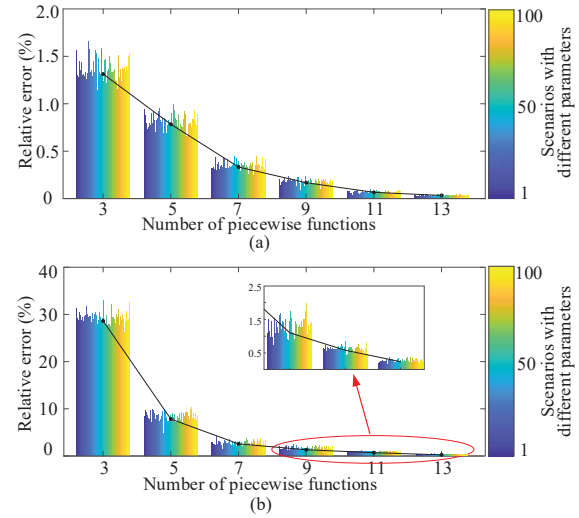 2.0
1.5
1.0
0.5
0
Relative error (%)
3 5 7 9 11 13
Number of piecewise functions
(a)
100
50
1
Scenarios with
different parameters
40
30
20
10
0
Relative error (%)
2.5
1.5
0.5
3 5 7 9 11 13
Number of piecewise functions
(b)
100
50
1
Scenarios with
different parameters